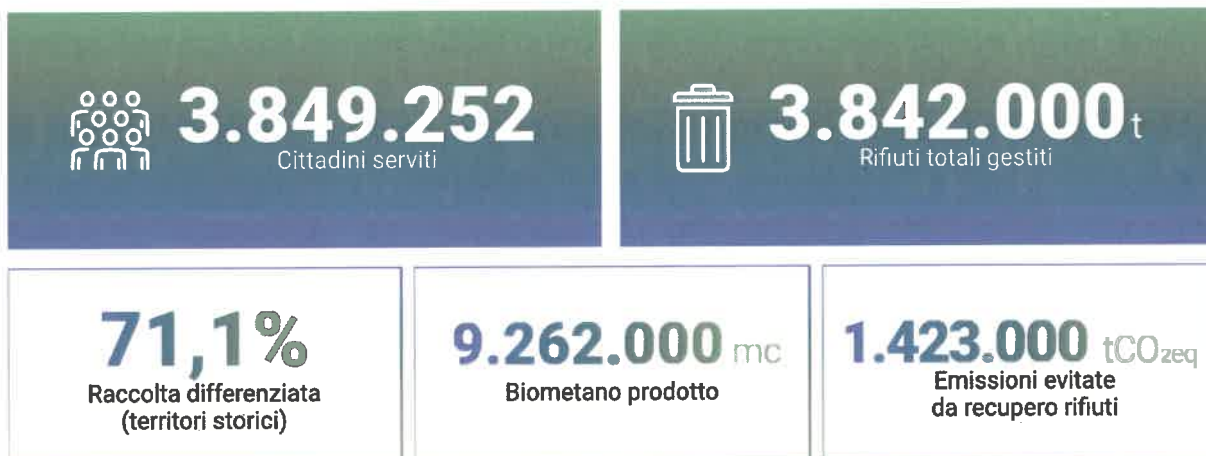 3.849.252
Cittadini serviti
3.842.000 t
Rifiuti totali gestiti
71,1%
Raccolta differenziata
(territori storici)
9.262.000 mc
Biometano prodotto
1.423.000 tCO2eq
Emissioni evitate
da recupero rifiuti